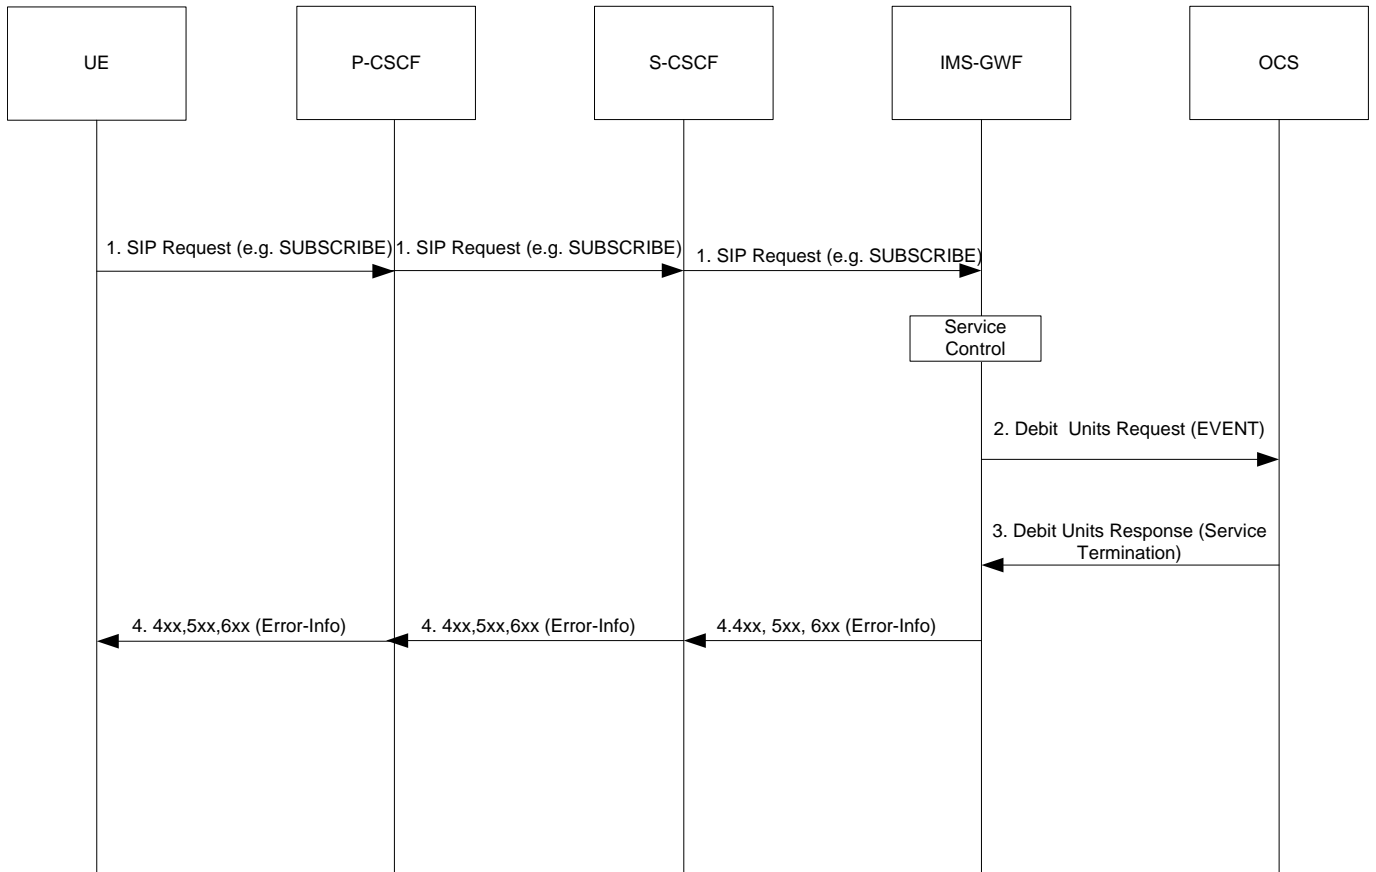 UE
P-CSCF
S-CSCF
IMS-GWF
OCS
1. SIP Request (e.g. SUBSCRIBE)
1. SIP Request (e.g. SUBSCRIBE)
1. SIP Request (e.g. SUBSCRIBE)
Service
Control
2. Debit  Units Request (EVENT)
3. Debit Units Response (Service
Termination)
4. 4xx,5xx,6xx (Error-Info)
4. 4xx,5xx,6xx (Error-Info)
4.4xx, 5xx, 6xx (Error-Info)